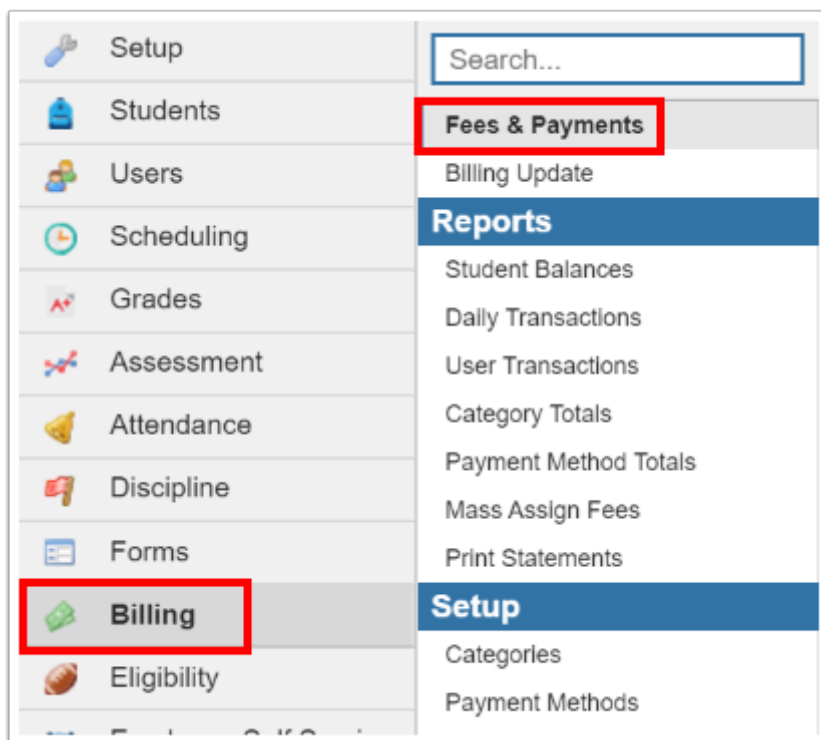 Setup
Students
Users
Scheduling
A+ Grades
Assessment
Attendance
Discipline
Forms
Billing
Eligibility
Search...
Fees & Payments
Billing Update
Reports
Student Balances
Daily Transactions
User Transactions
Category Totals
Payment Method Totals
Mass Assign Fees
Print Statements
Setup
Categories
Payment Methods